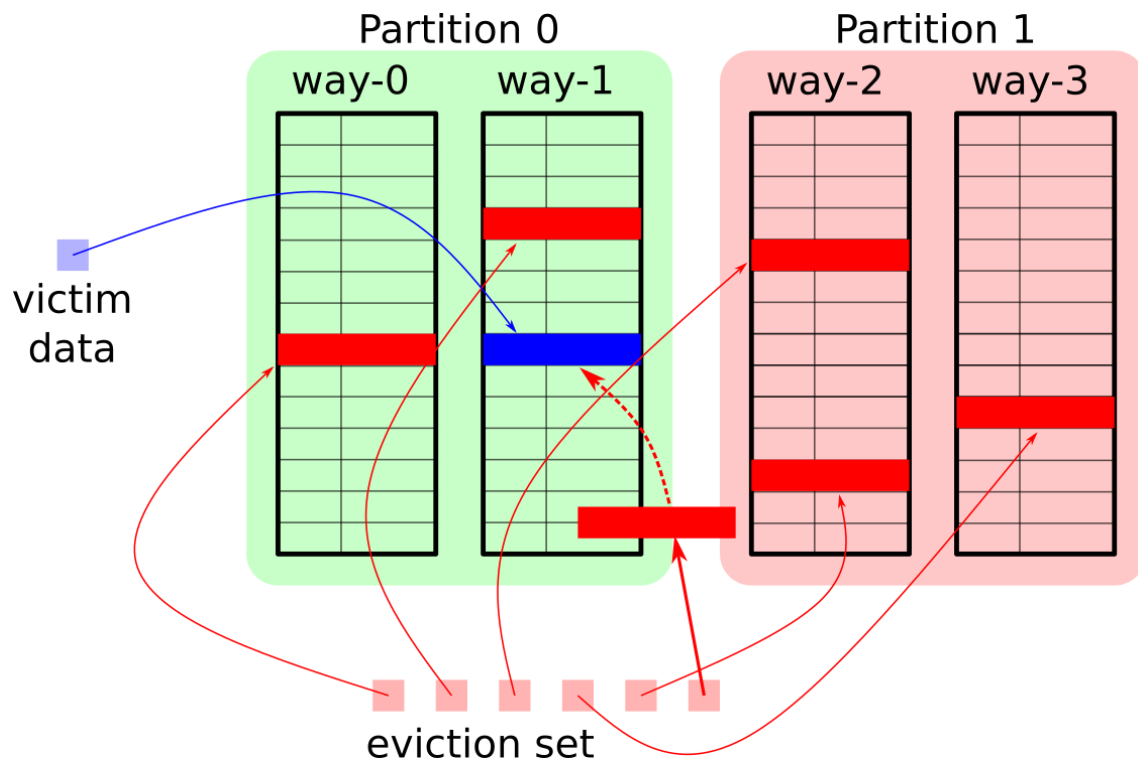 Partition 0
Partition 1
way-0
way-1
way-2
way-3
victim
data
eviction set